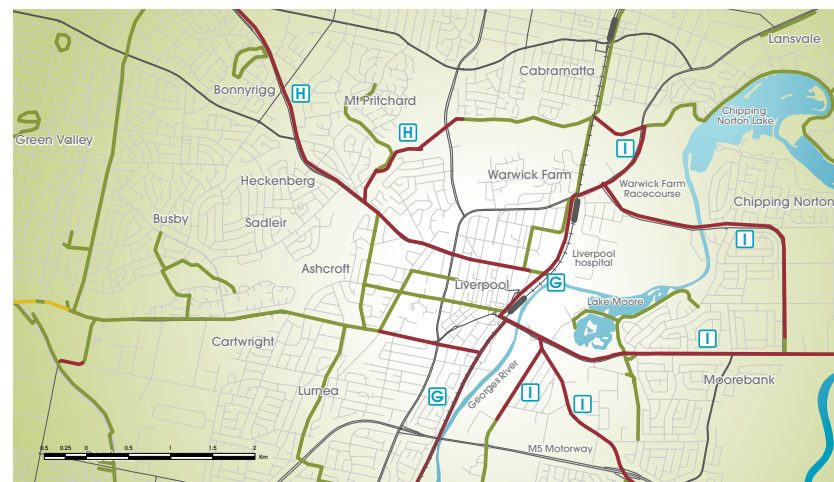 Lansvale
Cabramatta
Bonnyrigg
H
Mt Pritchard
Chipping
Norton Lake
H
Green Valley
I
Warwick Farm
Heckenberg
Warwick Farm
Racecourse
Chipping Norton
Busby
Sadleir
I
Liverpool
hospital
Ashcroft
Liverpool
G
Lake Moore
Cartwright
I
Georges River
Moorebank
Lurnea
G
I
I
M5 Motorway
0.5 0.25 0 0.5 1 1.5 2
Km